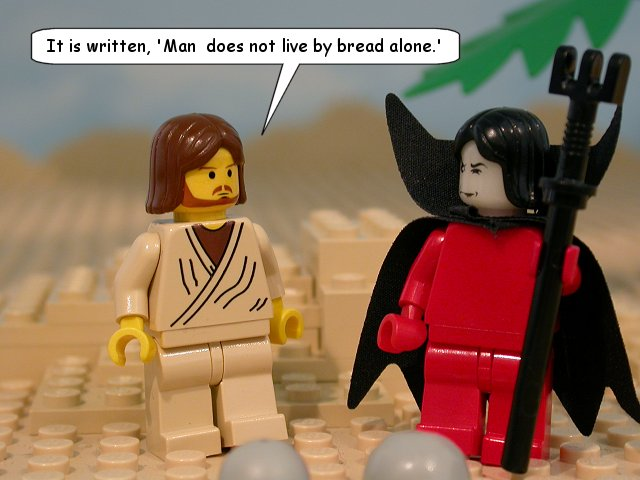 It is written, 'Man does not live by bread alone.'